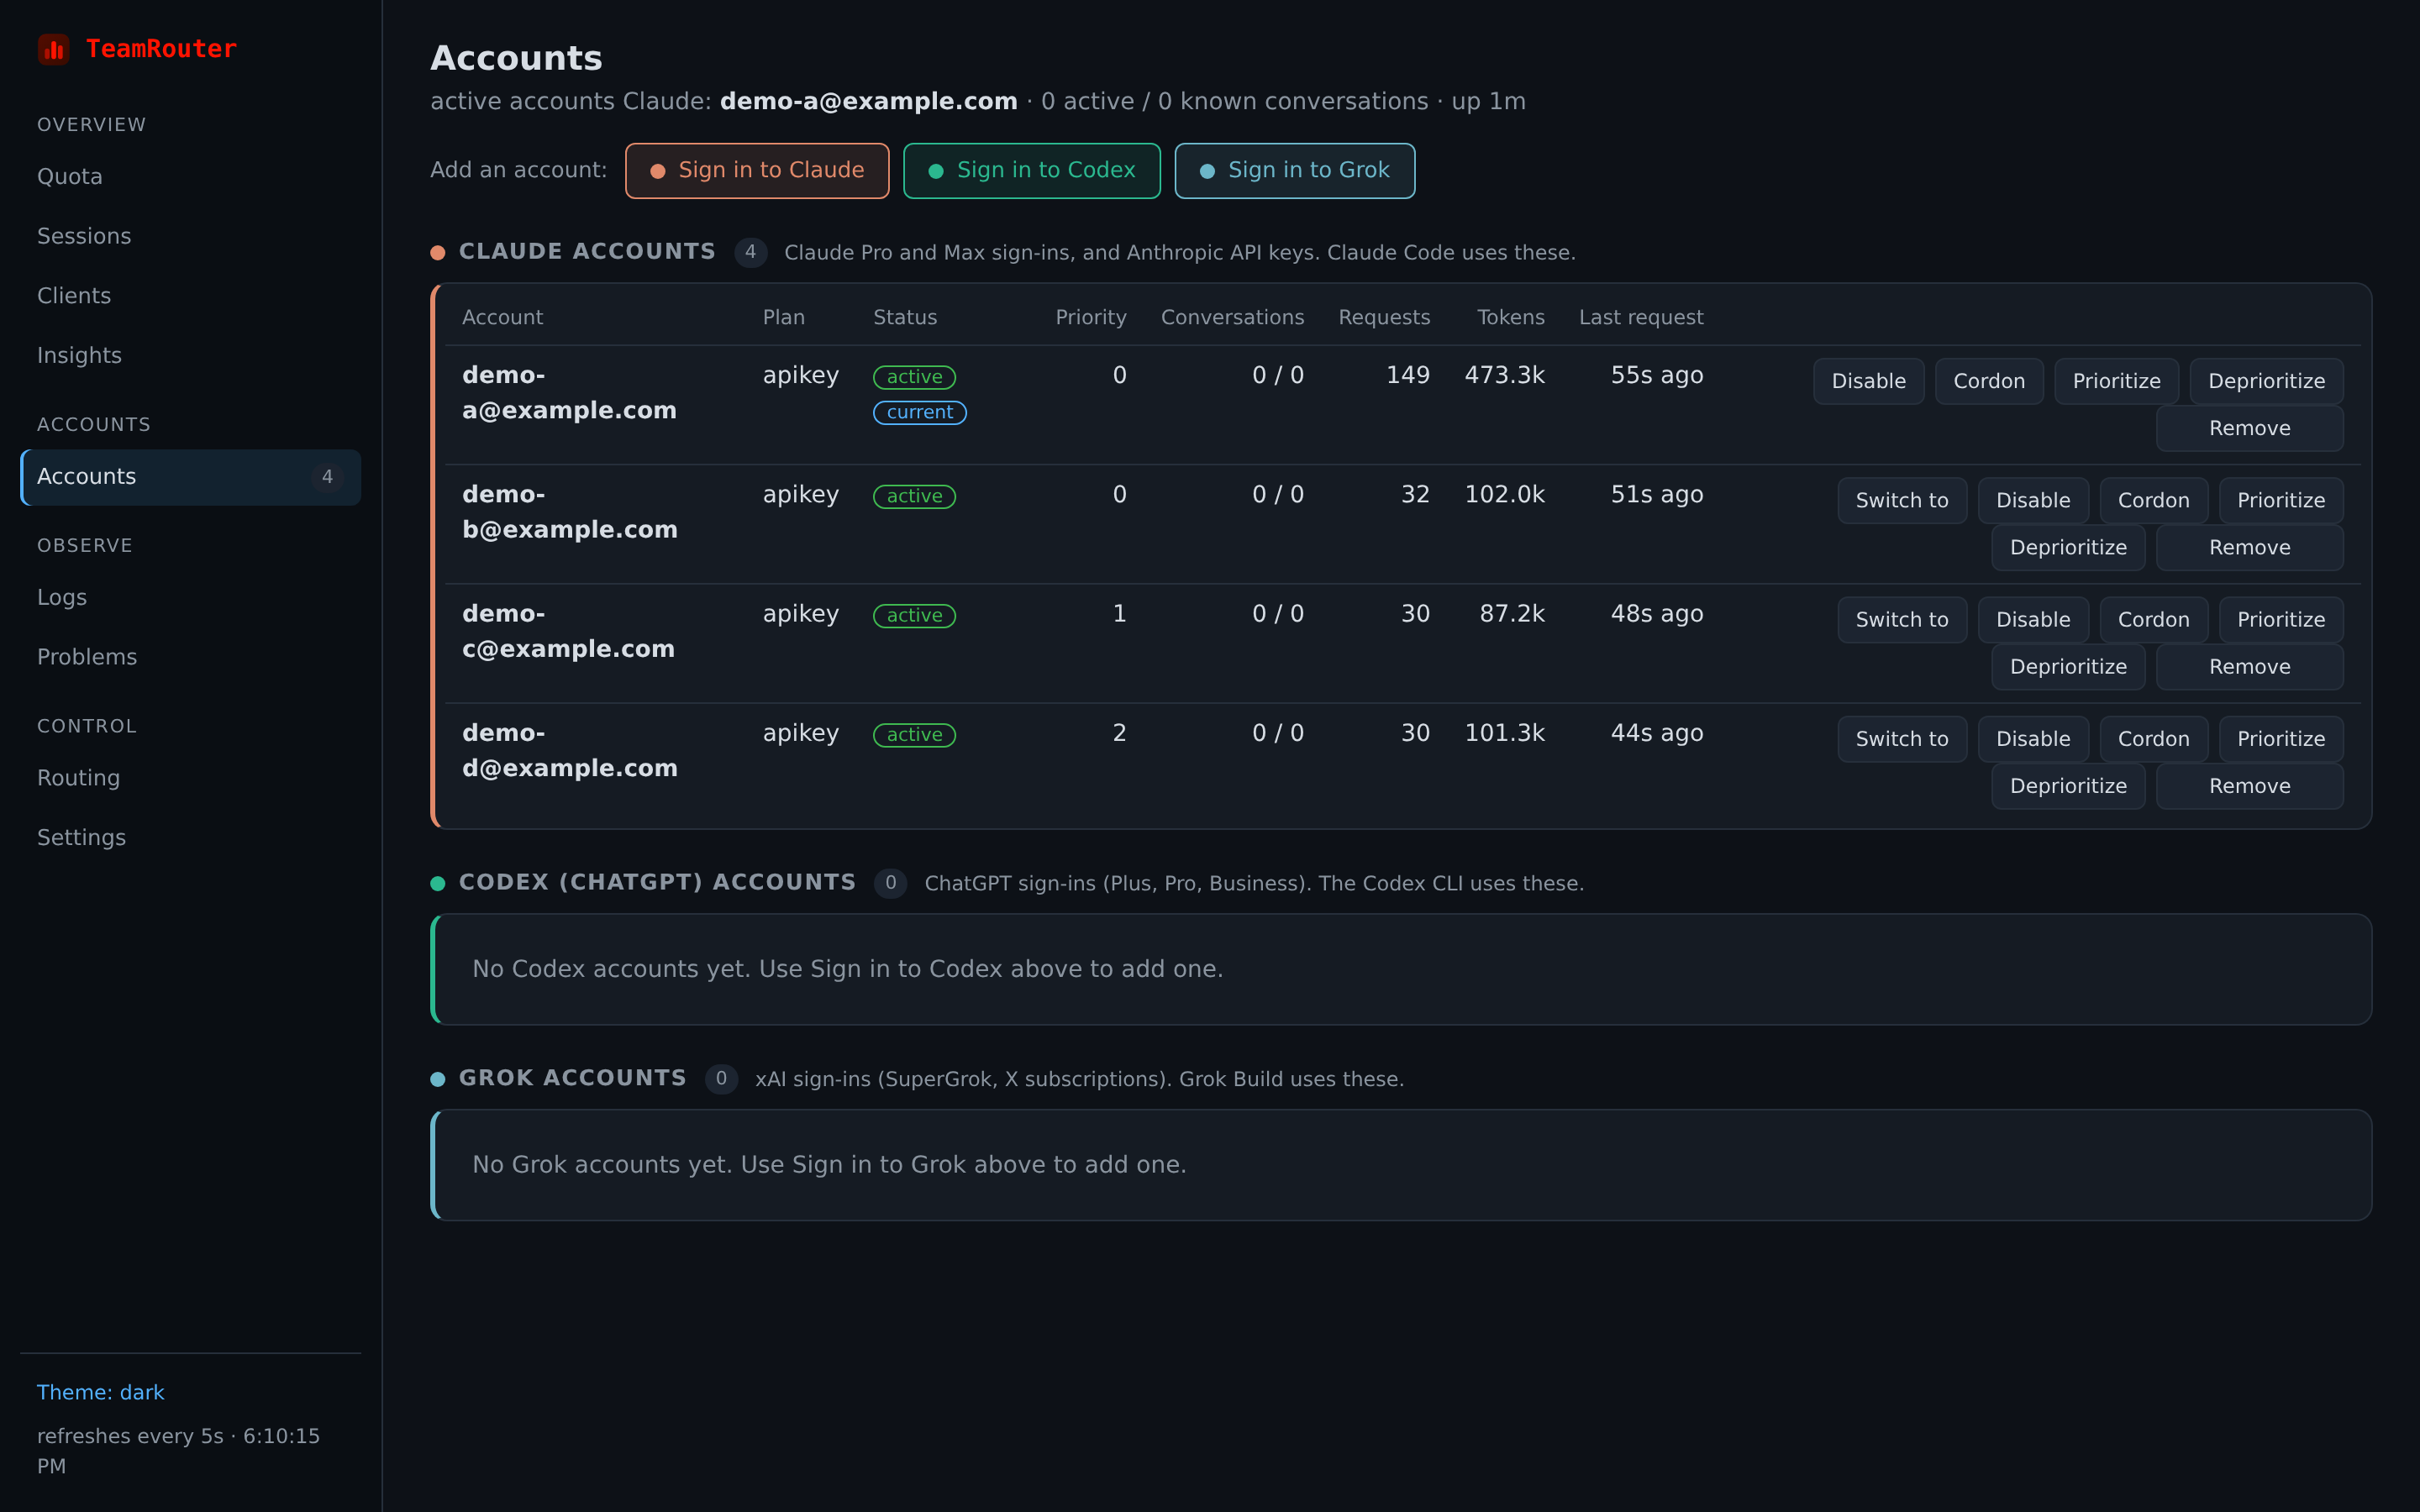 TeamRouter
OVERVIEW
Quota
Sessions
Clients
Insights
ACCOUNTS
Accounts 4
OBSERVE
Logs
Problems
CONTROL
Routing
Settings
Theme: dark
refreshes every 5s · 6:10:15
PM
Accounts
active accounts Claude: demo-a@example.com · 0 active / 0 known conversations · up 1m
Add an account: Sign in to Claude Sign in to Codex Sign in to Grok
CLAUDE ACCOUNTS 4 Claude Pro and Max sign-ins, and Anthropic API keys. Claude Code uses these.
Account Plan Status Priority Conversations Requests Tokens Last request
demo- apikey active 0 0 / 0 149 473.3k 55s ago Disable Cordon Prioritize Deprioritize
a@example.com current Remove
demo- apikey active 0 0 / 0 32 102.0k 51s ago Switch to Disable Cordon Prioritize
b@example.com Deprioritize Remove
demo- apikey active 1 0 / 0 30 87.2k 48s ago Switch to Disable Cordon Prioritize
c@example.com Deprioritize Remove
demo- apikey active 2 0 / 0 30 101.3k 44s ago Switch to Disable Cordon Prioritize
d@example.com Deprioritize Remove
CODEX (CHATGPT) ACCOUNTS 0 ChatGPT sign-ins (Plus, Pro, Business). The Codex CLI uses these.
No Codex accounts yet. Use Sign in to Codex above to add one.
GROK ACCOUNTS 0 xAI sign-ins (SuperGrok, X subscriptions). Grok Build uses these.
No Grok accounts yet. Use Sign in to Grok above to add one.